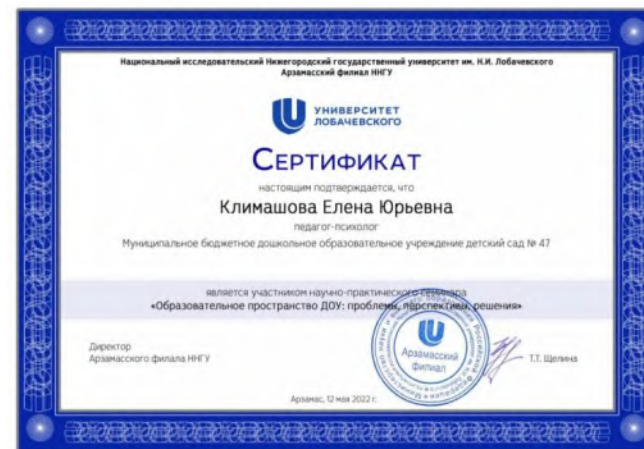 Национальный исследовательский Нижегородский государственный университет им. Н.И. Лобачевского
Арзамасский филиал ННГУ
УНИВЕРСИТЕТ
ЛОБАЧЕВСКОГО
СЕРТИФИКАТ
настоящим подтверждается, что
Климашова Елена Юрьевна
педагог-психолог
Муниципальное бюджетное дошкольное образовательное учреждение детский сад № 47
является участником научно-практического семинара
«Образовательное пространство ДОУ: проблемы, перспективы, решения»
Директор
Арзамасского филиала ННГУ
Арзамасский
филиал
Т.Т. Щелина
Арзамас, 12 мая 2022 г.